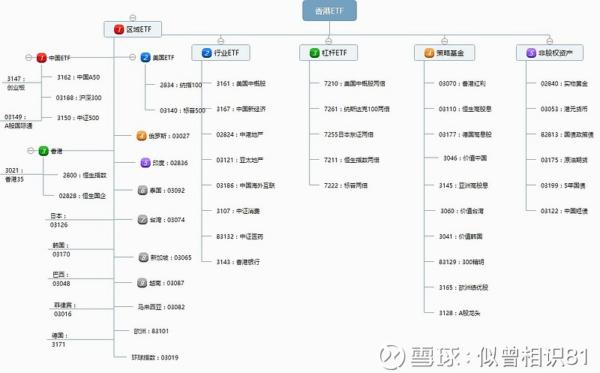 香港ETF
1 区域ETF
1 中国ETF
3147：
创业板
3162：中国A50
03188：沪深300
03149：
A股国际通
3150：中证500
3 香港
3021：
香港35
2800：恒生指数
02828：恒生国企
日本：
03126
韩国：
03170
巴西：
03048
菲律宾：
03016
德国：
3171
2 美国ETF
2834：纳指100
03140：标普500
4 俄罗斯：03027
5 印度：02836
6 泰国：03092
7 台湾：03074
8 新加坡：03065
9 越南：03087
马来西亚：03082
欧洲：83101
环球指数：03019
2 行业ETF
3161：美国中概股
3167：中国新经济
02824：中港地产
03121：亚太地产
03186：中国海外互联
3107：中证消费
83132：中证医药
3143：香港银行
3 杠杆ETF
7210：美国中概股两倍
7261：纳斯达克100两倍
7255日本东证两倍
7211：恒生指数两倍
7222：标普两倍
4 策略基金
03070：香港红利
03110：恒生高股息
03177：德国高息股
3046：价值中国
3145：亚洲高股息
3060：价值台湾
3041：价值韩国
83129：300精明
3165：欧洲绩优股
3128：A股龙头
5 非股权资产
02840：实物黄金
03053：港元货币
82813：国债政策债
03175：原油期货
03199：5年国债
03122：中国短债
雪球：似曾相识81